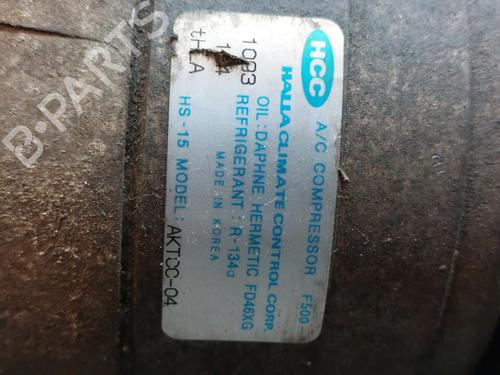 HCC A/C COMPRESSOR F500
HALLA CLIMATE CONTROL CORP.
OIL : DAPHNE HERMETIC FD46XG
REFRIGERANT : R-134a
MADE IN KOREA
1093
HS-15 MODEL :
B-PARTS